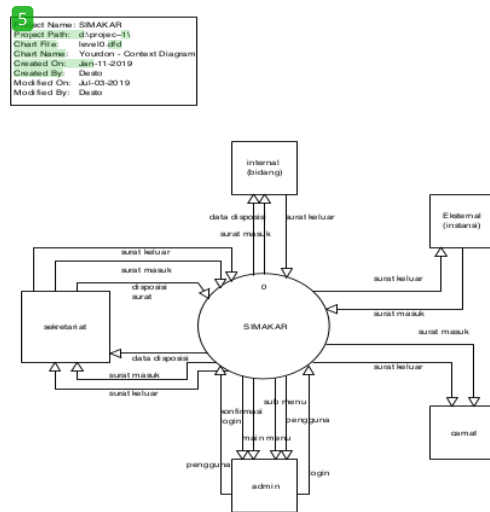 5
Project Name: SIMAKAR
Project Path: d:\projec~1\
Chart File: level0.dfd
Chart Name: Yourdon - Context Diagram
Created On: Jan-11-2019
Created By: Desto
Modified On: Jul-03-2019
Modified By: Desto
internal
(bidang)
data disposisi
surat keluar
surat masuk
Eksternal
(instansi)
surat keluar
surat masuk
disposisi
surat
surat keluar
0
SIMAKAR
sekretariat
surat masuk
surat masuk
data disposisi
surat keluar
surat masuk
surat keluar
camat
konfirmasi
login
sub menu
pengguna
main menu
pengguna
login
admin